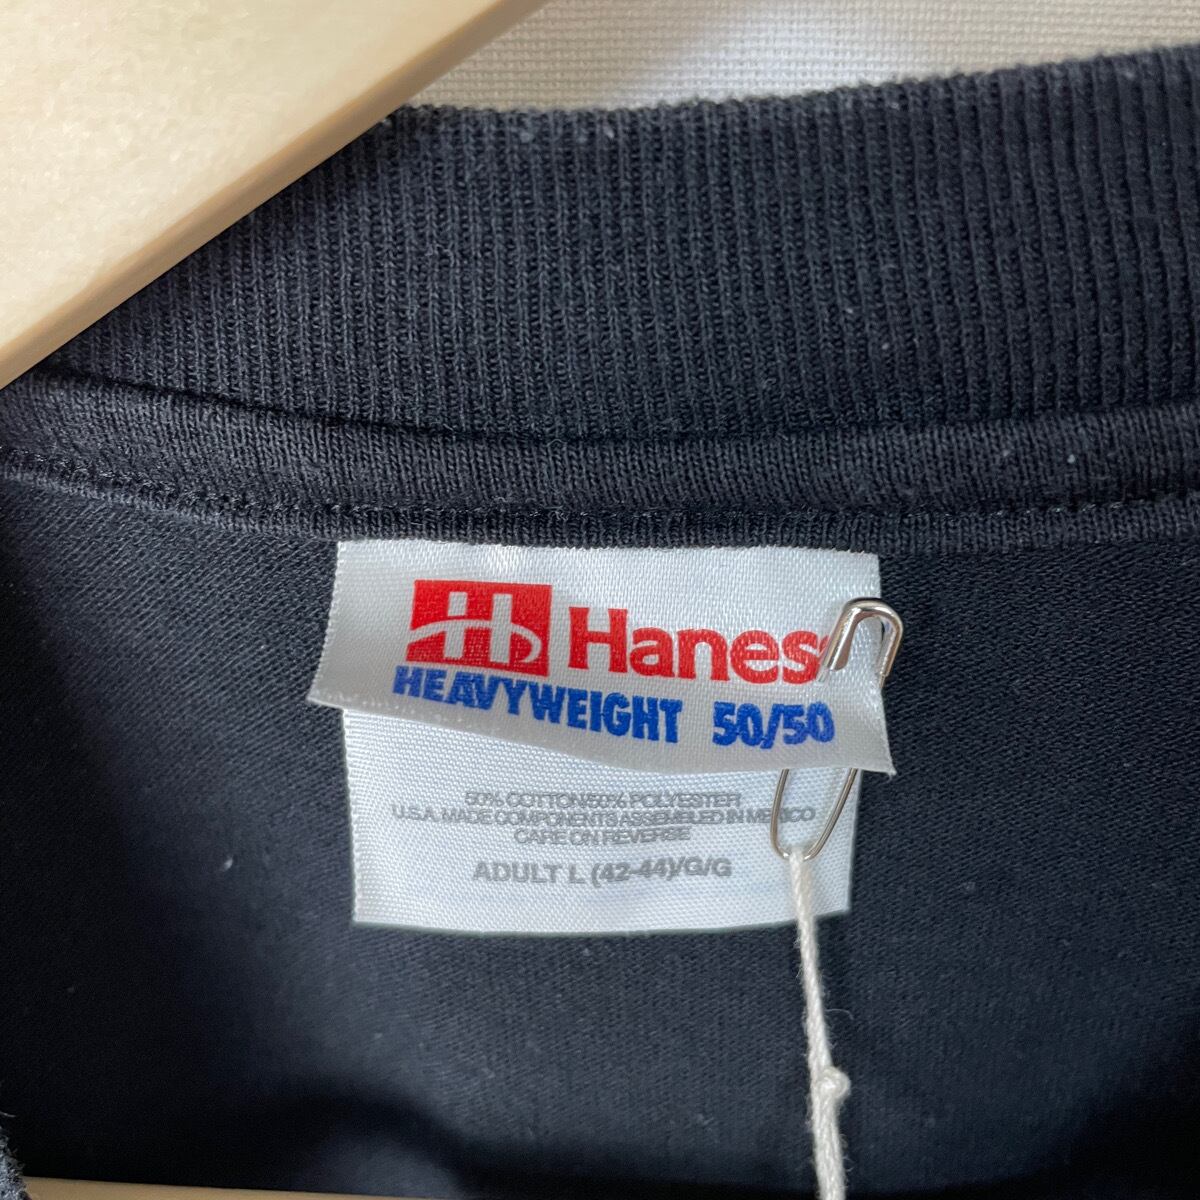 Hanes
HEAVYWEIGHT 50/50
50% COTTON/50% POLYESTER
U.S.A. MADE COMPONENTS ASSEMBLED IN MEXICO
CARE ON REVERSE
ADULT L (42-44)/G/G